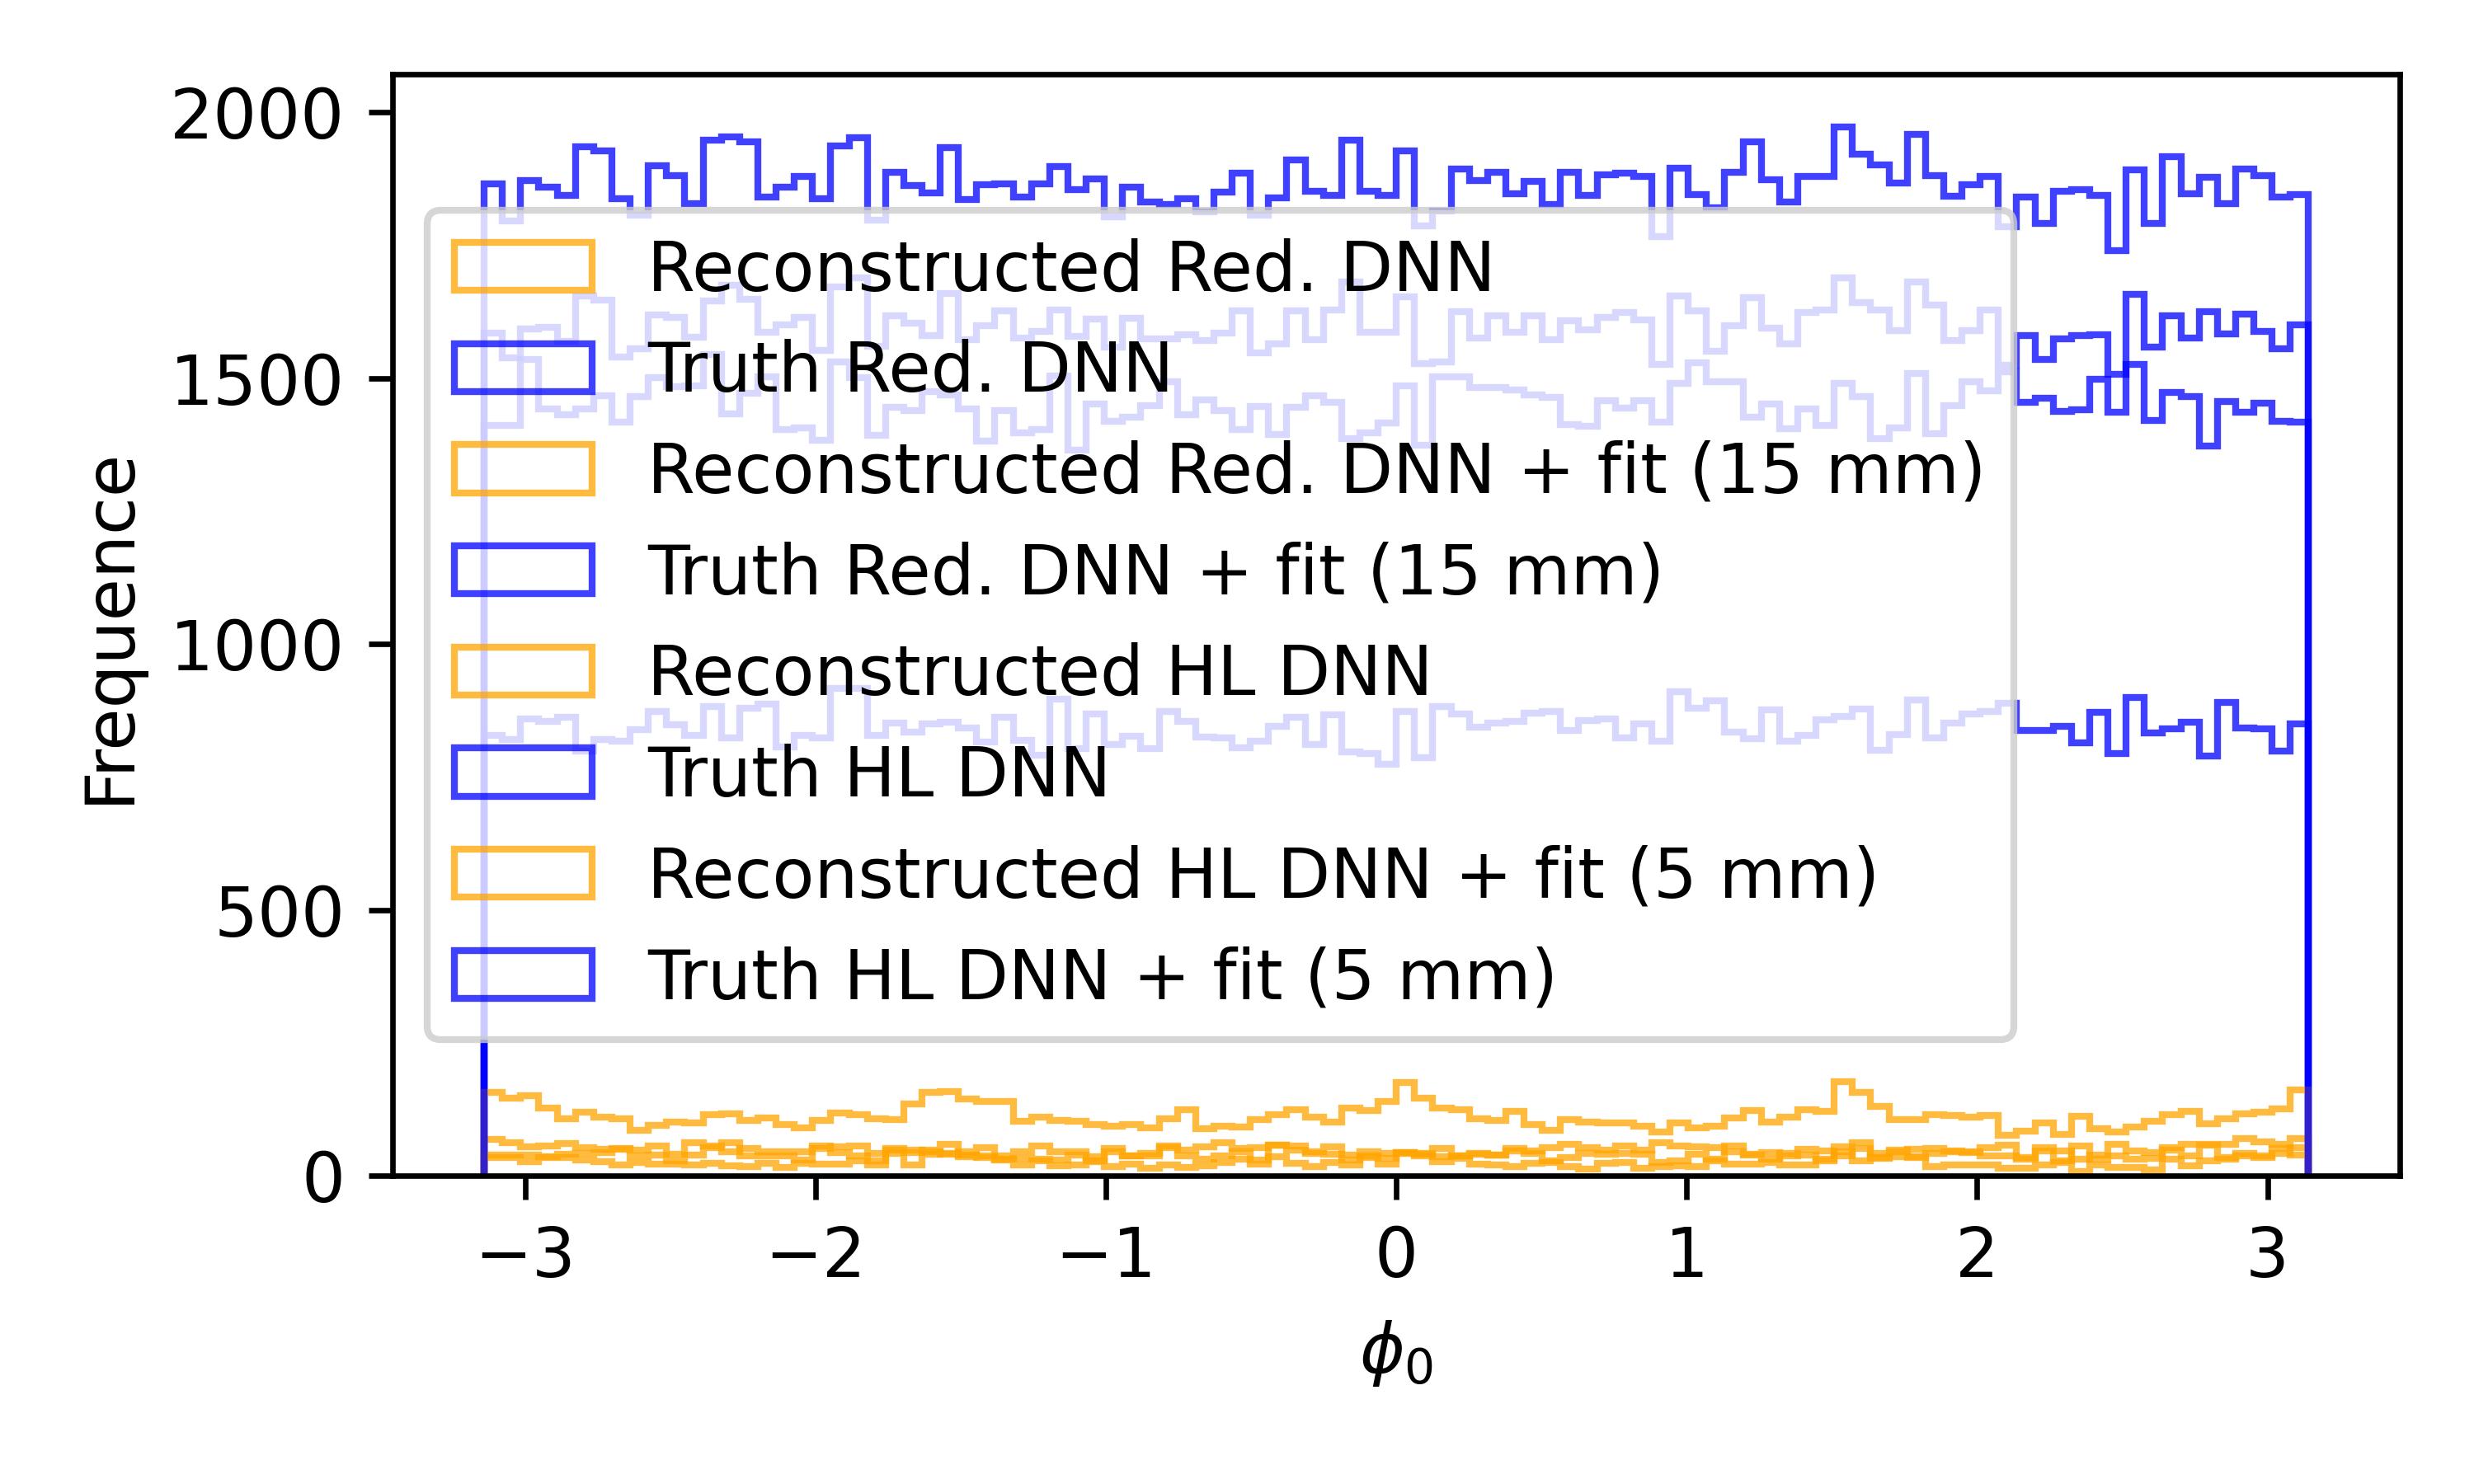 2000
1500
1000
500
0
Frequence
Reconstructed Red. DNN
Truth Red. DNN
Reconstructed Red. DNN + fit (15 mm)
Truth Red. DNN + fit (15 mm)
Reconstructed HL DNN
Truth HL DNN
Reconstructed HL DNN + fit (5 mm)
Truth HL DNN + fit (5 mm)
−3 −2 −1 0 1 2 3
ϕ₀